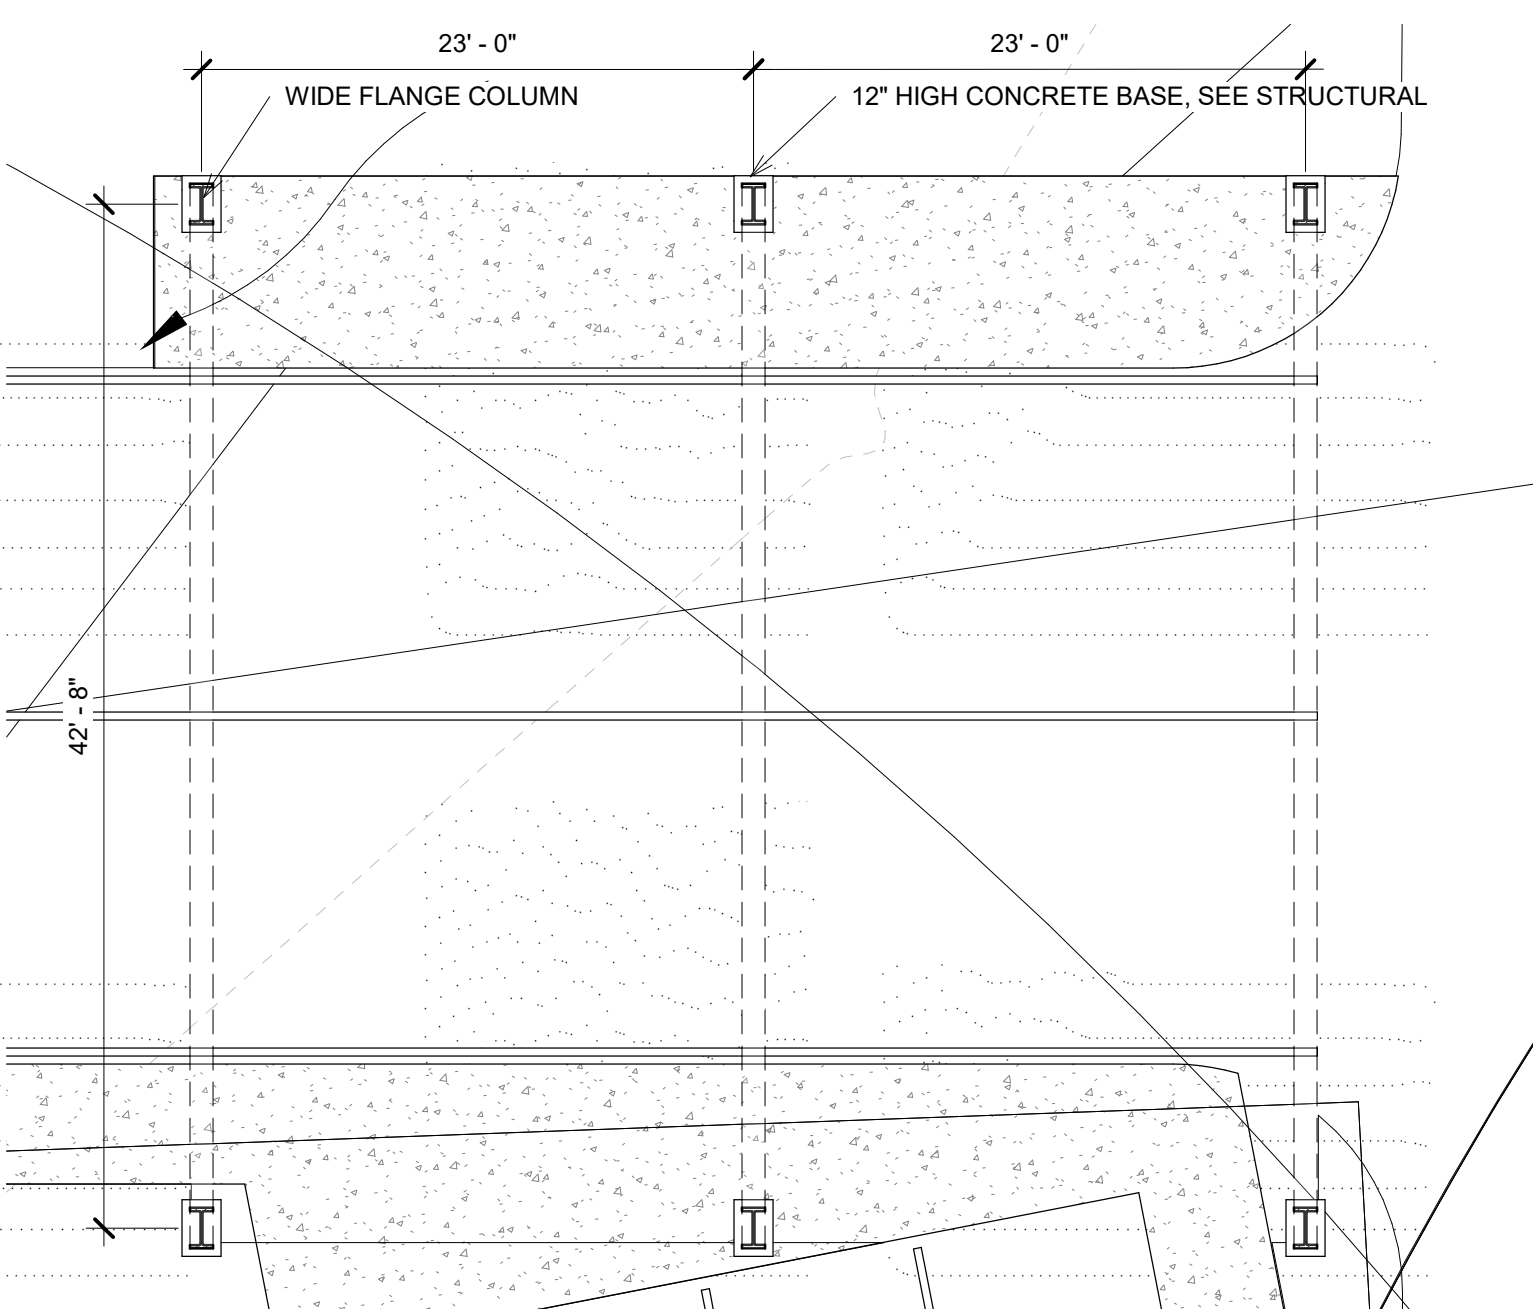 23' - 0"
23' - 0"
WIDE FLANGE COLUMN
12" HIGH CONCRETE BASE, SEE STRUCTURAL
42' - 8"